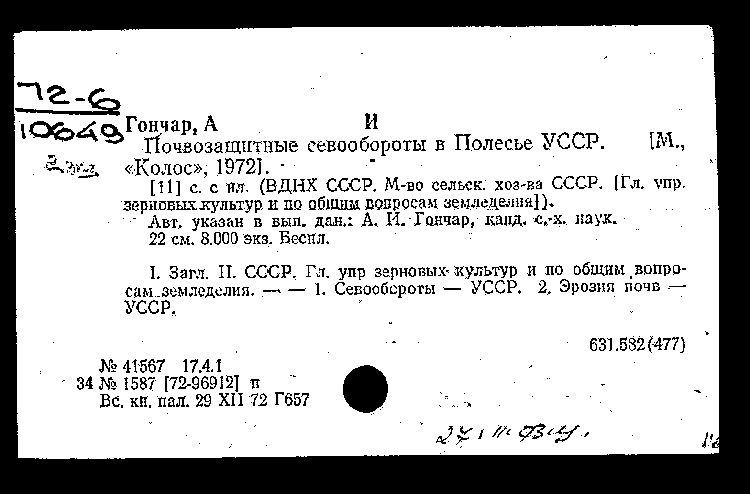 72-6
10649
Гончар, А И
Почвозащитные севообороты в Полесье УССР. [М.,
«Колос», 1972].
[11] с. с ил. (ВДНХ СССР. М-во сельск. хоз-ва СССР. [Гл. упр.
зерновых культур и по общим вопросам земледелия]).
Авт. указан в вып. дан.: А. И. Гончар, канд. с.-х. наук.
22 см. 8.000 экз. Беспл.
I. Загл. II. СССР. Гл. упр зерновых культур и по общим вопро-
сам земледелия. — — 1. Севообороты — УССР. 2. Эрозия почв —
УССР.
631.582(477)
№ 41567 17.4.1
34 № 1587 [72-96912] п
Вс. кн. пал. 29 XII 72 Г657